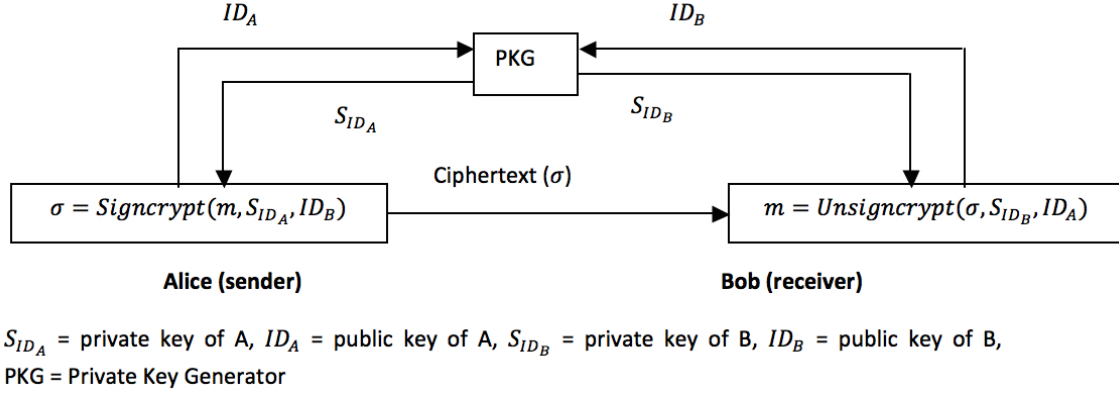 ID_A
ID_B
PKG
S_{ID_A}
S_{ID_B}
Ciphertext (σ)
σ = Signcrypt(m, S_{ID_A}, ID_B)
m = Unsigncrypt(σ, S_{ID_B}, ID_A)
Alice (sender)
Bob (receiver)
S_{ID_A} = private key of A, ID_A = public key of A, S_{ID_B} = private key of B, ID_B = public key of B,
PKG = Private Key Generator